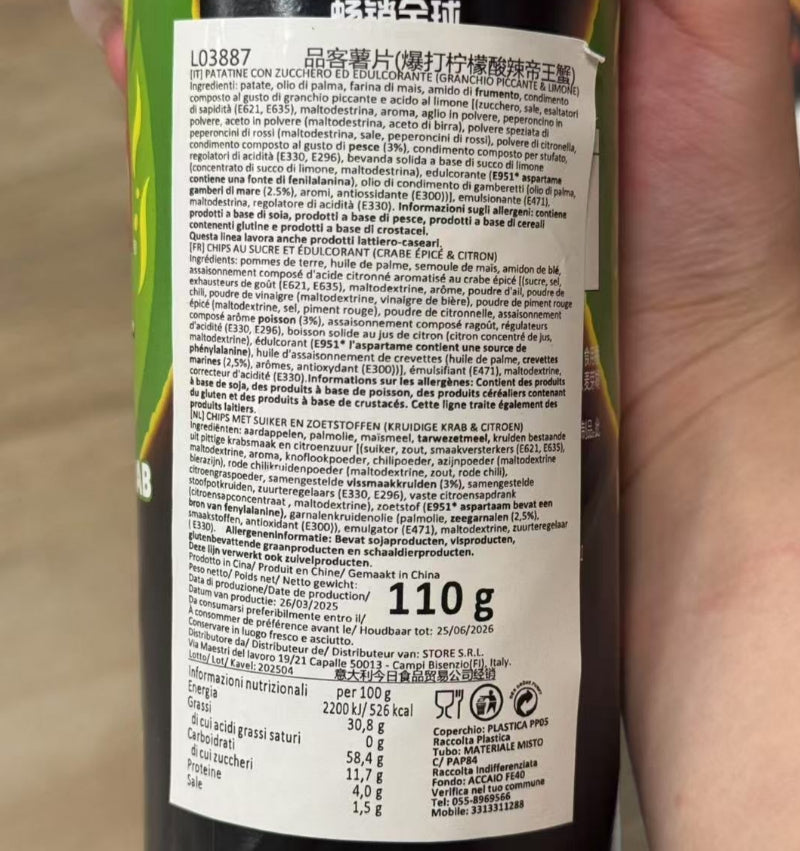 畅销全球
L03887 品客薯片(爆打柠檬酸辣帝王蟹)
[IT] PATATINE CON ZUCCHERO ED EDULCORANTE (GRANCHIO PICCANTE & LIMONE)
Ingredienti: patate, olio di palma, farina di mais, amido di frumento, condimento
composto al gusto di granchio piccante e acido al limone [(zucchero, sale, esaltatori
di sapidità (E621, E635), maltodestrina, aroma, aglio in polvere, peperoncino in
polvere, aceto in polvere (maltodestrina, aceto di birra), polvere speziata di
peperoncini di rossi (maltodestrina, sale, peperoncini di rossi), polvere di citronella,
condimento composto al gusto di pesce (3%), condimento composto per stufato,
regolatori di acidità (E330, E296), bevanda solida a base di succo di limone
(concentrato di succo di limone, maltodestrina), edulcorante (E951* aspartame
contiene una fonte di fenilalanina), olio di condimento di gamberetti (olio di palma,
gamberi di mare (2.5%), aromi, antiossidante (E300))], emulsionante (E471),
maltodestrina, regolatore di acidità (E330). Informazioni sugli allergeni: contiene
prodotti a base di soia, prodotti a base di pesce, prodotti a base di cereali
contenenti glutine e prodotti a base di crostacei.
Questa linea lavora anche prodotti lattiero-caseari.
[FR] CHIPS AU SUCRE ET ÉDULCORANT (CRABE ÉPICÉ & CITRON)
Ingrédients: pommes de terre, huile de palme, semoule de maïs, amidon de blé,
assaisonnement composé d'acide citronné aromatisé au crabe épicé [(sucre, sel,
exhausteurs de goût (E621, E635), maltodextrine, arôme, poudre d'ail, poudre de
chili, poudre de vinaigre (maltodextrine, vinaigre de bière), poudre de piment rouge
épicé (maltodextrine, sel, piment rouge), poudre de citronnelle, assaisonnement
composé arôme poisson (3%), assaisonnement composé ragoût, régulateurs
d'acidité (E330, E296), boisson solide au jus de citron (citron concentré de jus,
maltodextrine), édulcorant (E951* l'aspartame contient une source de
phénylalanine), huile d'assaisonnement de crevettes (huile de palme, crevettes
marines (2,5%), arômes, antioxydant (E300))], émulsifiant (E471), maltodextrine,
correcteur d'acidité (E330).Informations sur les allergènes: Contient des produits
à base de soja, des produits à base de poisson, des produits céréaliers contenant
du gluten et des produits à base de crustacés. Cette ligne traite également des
produits laitiers.
[NL] CHIPS MET SUIKER EN ZOETSTOFFEN (KRUIDIGE KRAB & CITROEN)
Ingrediënten: aardappelen, palmolie, maïsmeel, tarwezetmeel, kruiden bestaande
uit pittige krabsmaak en citroenzuur [(suiker, zout, smaakversterkers (E621, E635),
maltodextrine, aroma, knoflookpoeder, chilipoeder, azijnpoeder (maltodextrine
bierazijn), rode chilikruidenpoeder (maltodextrine, zout, rode chili),
citroengraspoeder, samengestelde vissmaakkruiden (3%), samengestelde
stoofpotkruiden, zuurteregelaars (E330, E296), vaste citroensapdrank
(citroensapconcentraat , maltodextrine), zoetstof (E951* aspartaam bevat een
bron van fenylalanine), garnalenkruidenolie (palmolie, zeegarnalen (2,5%),
smaakstoffen, antioxidant (E300)), emulgator (E471), maltodextrine, zuurteregelaar
(E330). Allergeneninformatie: Bevat sojaproducten, visproducten,
glutenbevattende graanproducten en schaaldierproducten.
Deze lijn verwerkt ook zuivelproducten.
Prodotto in Cina/ Produit en Chine/ Gemaakt in China
Peso netto/ Poids net/ Netto gewicht: 110 g
Data di produzione/Date de production/
Datum van productie: 26/03/2025
Da consumarsi preferibilmente entro il/
À consommer de préférence avant le/ Houdbaar tot: 25/06/2026
Conservare in luogo fresco e asciutto.
Distributore da/ Distributeur de/ Distributeur van: STORE S.R.L.
Via Maestri del lavoro 19/21 Capalle 50013 - Campi Bisenzio(FI), Italy.
Lotto/ Lot/ Kavel: 202504 意大利今日食品贸易公司经销
Informazioni nutrizionali per 100 g
Energia 2200 kJ/ 526 kcal
Grassi 30,8 g
di cui acidi grassi saturi 0 g
Carboidrati 58,4 g
di cui zuccheri 11,7 g
Proteine 4,0 g
Sale 1,5 g
Coperchio: PLASTICA PP05
Raccolta Plastica
Tubo: MATERIALE MISTO
C/ PAP84
Raccolta Indifferenziata
Fondo: ACCAIO FE40
Verifica nel tuo commune
Tel: 055-8969566
Mobile: 3313311288
AB